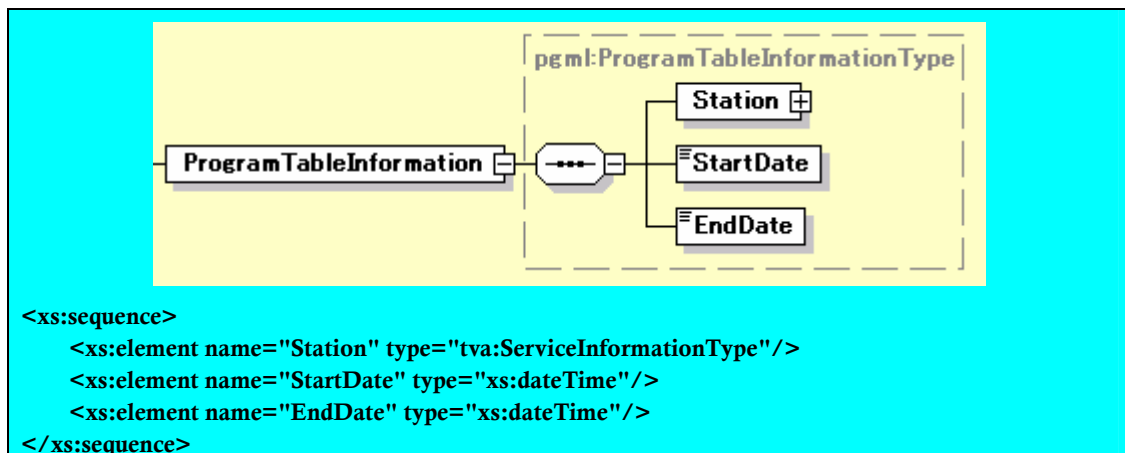 pgml:ProgramTableInformationType
Station
ProgramTableInformation
StartDate
EndDate
<xs:sequence>
<xs:element name="Station" type="tva:ServiceInformationType"/>
<xs:element name="StartDate" type="xs:dateTime"/>
<xs:element name="EndDate" type="xs:dateTime"/>
</xs:sequence>